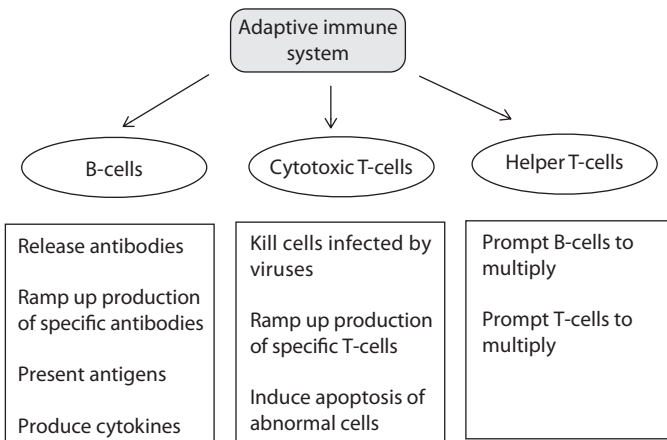 Adaptive immune
system
B-cells
Cytotoxic T-cells
Helper T-cells
Release antibodies
Ramp up production
of specific antibodies
Present antigens
Produce cytokines
Kill cells infected by
viruses
Ramp up production
of specific T-cells
Induce apoptosis of
abnormal cells
Prompt B-cells to
multiply
Prompt T-cells to
multiply